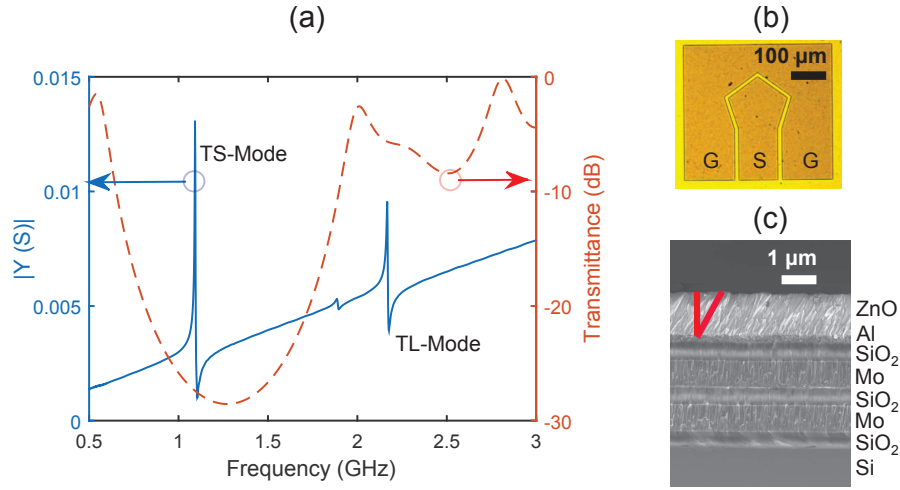 (a)
0.015
0.01
0.005
0
|Y (S)|
0.5
1
1.5
2
2.5
3
Frequency (GHz)
0
-10
-20
-30
Transmittance (dB)
TS-Mode
TL-Mode
(b)
100 µm
G S G
(c)
1 µm
ZnO
Al
SiO₂
Mo
SiO₂
Mo
SiO₂
Si